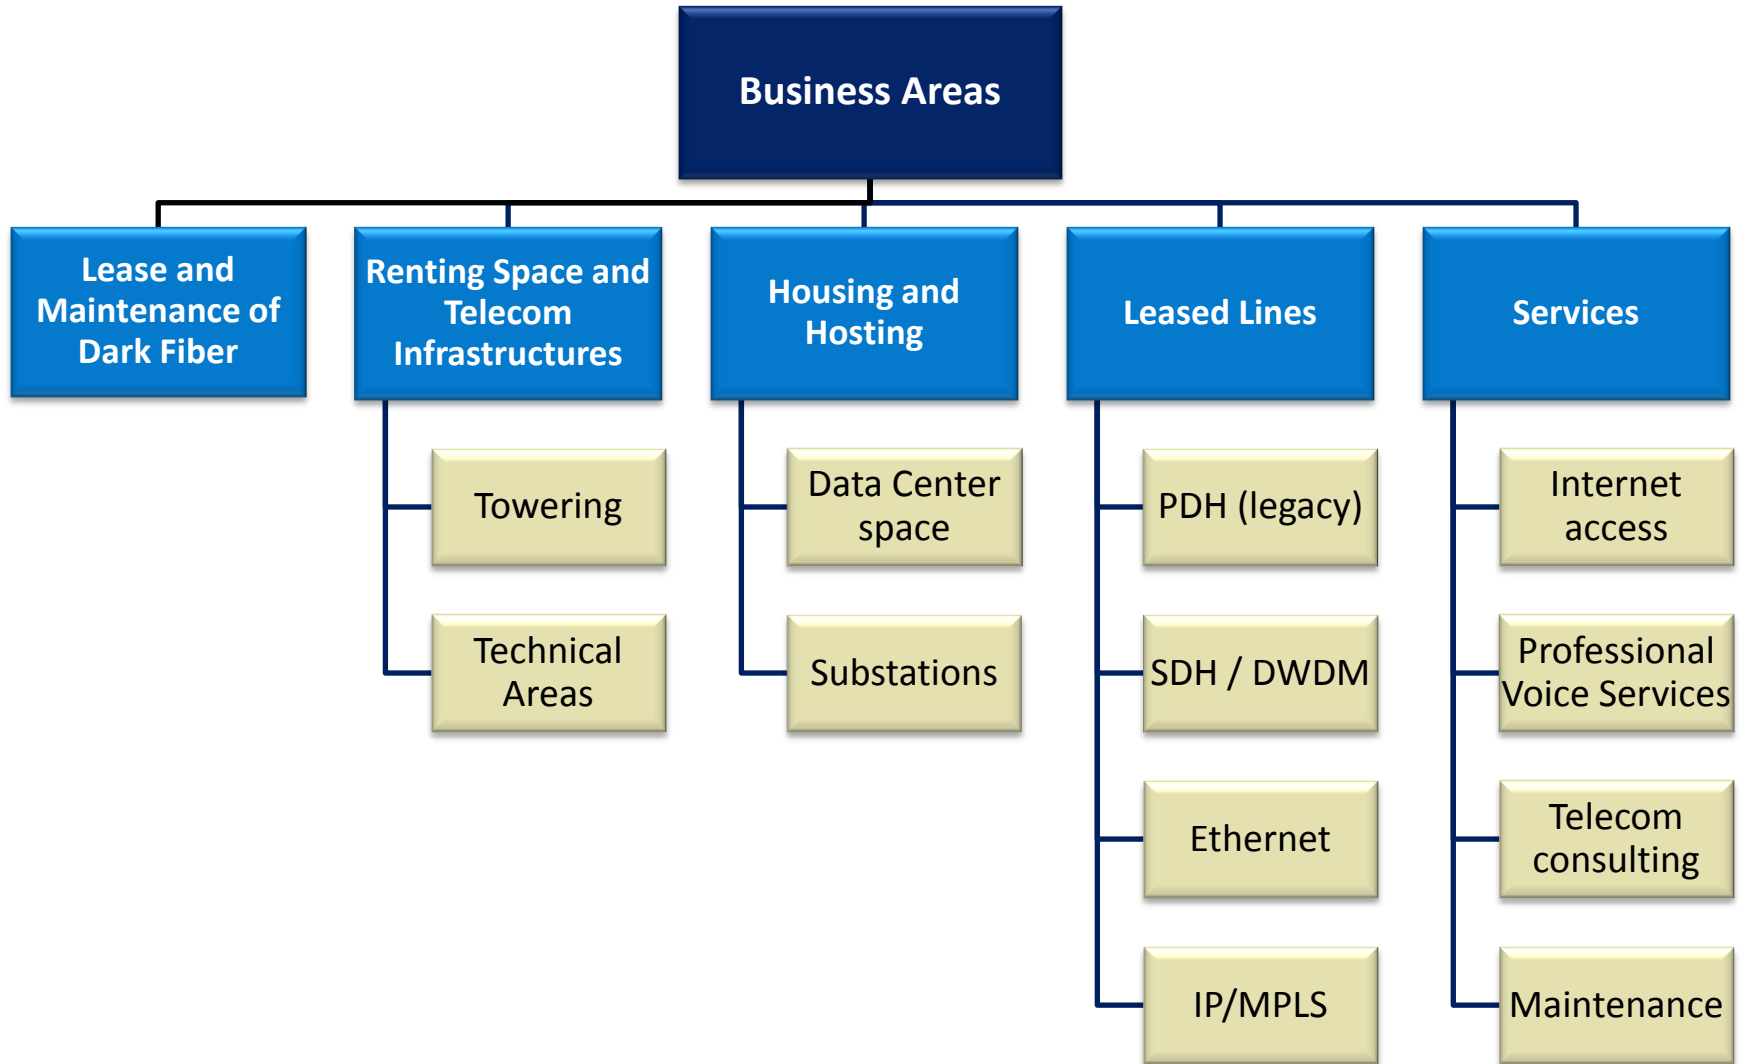 Business Areas
Lease and
Maintenance of
Dark Fiber
Renting Space and
Telecom
Infrastructures
Housing and
Hosting
Leased Lines
Services
Towering
Technical
Areas
Data Center
space
Substations
PDH (legacy)
SDH / DWDM
Ethernet
IP/MPLS
Internet
access
Professional
Voice Services
Telecom
consulting
Maintenance